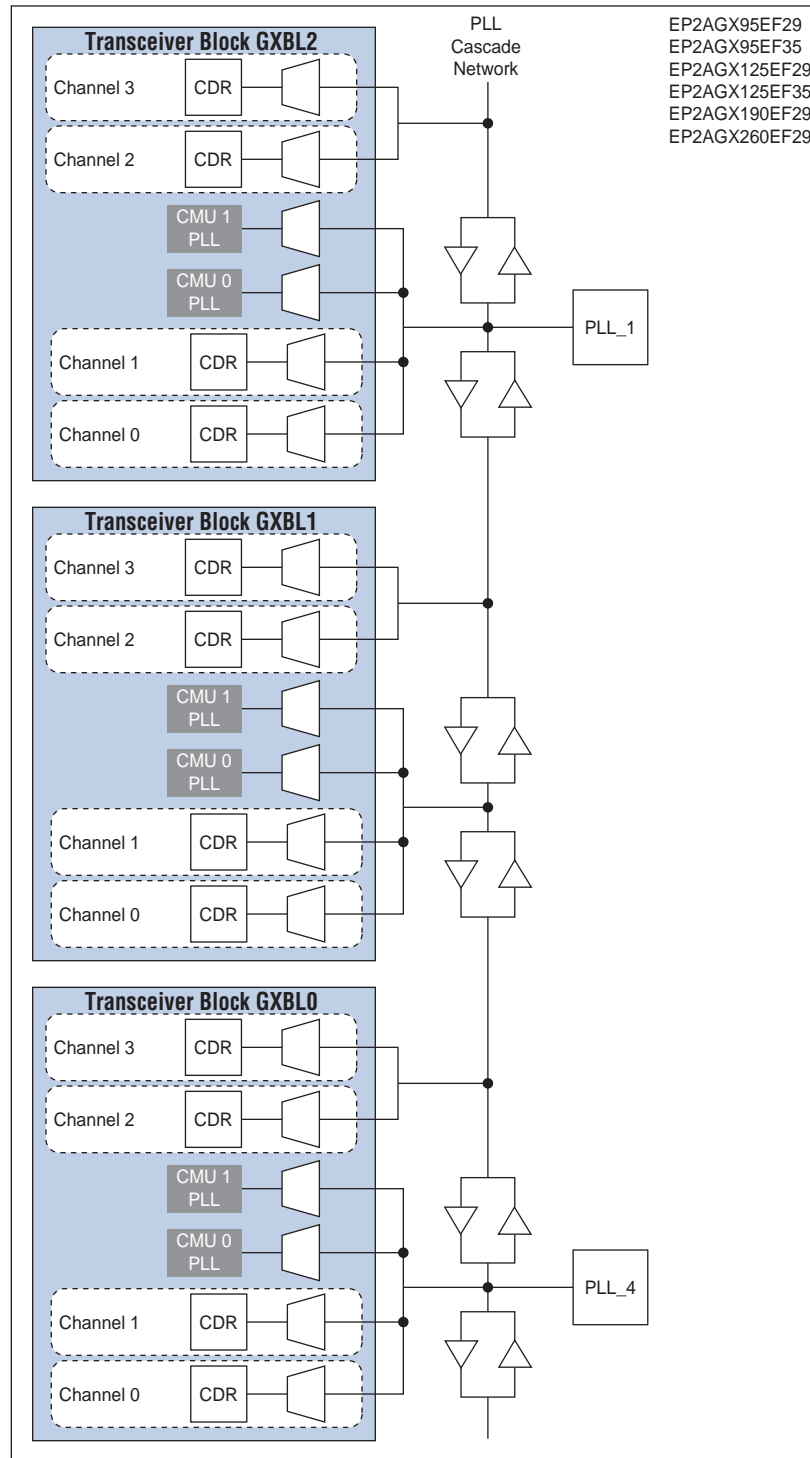 Transceiver Block GXBL2
Channel 3
CDR
Channel 2
CDR
CMU 1
PLL
CMU 0
PLL
Channel 1
CDR
Channel 0
CDR
PLL
Cascade
Network
EP2AGX95EF29
EP2AGX95EF35
EP2AGX125EF29
EP2AGX125EF35
EP2AGX190EF29
EP2AGX260EF29
PLL_1
Transceiver Block GXBL1
Channel 3
CDR
Channel 2
CDR
CMU 1
PLL
CMU 0
PLL
Channel 1
CDR
Channel 0
CDR
Transceiver Block GXBL0
Channel 3
CDR
Channel 2
CDR
CMU 1
PLL
CMU 0
PLL
Channel 1
CDR
Channel 0
CDR
PLL_4